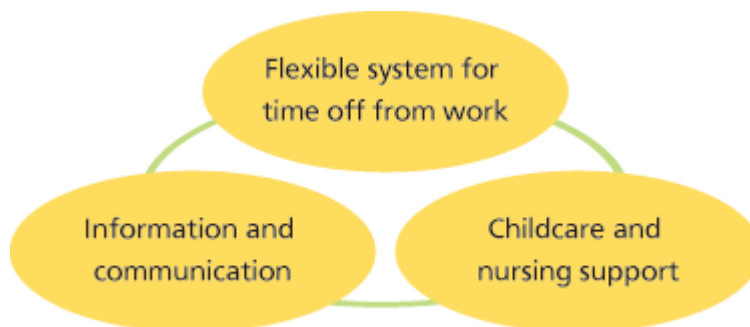 Flexible system for
time off from work
Information and
communication
Childcare and
nursing support